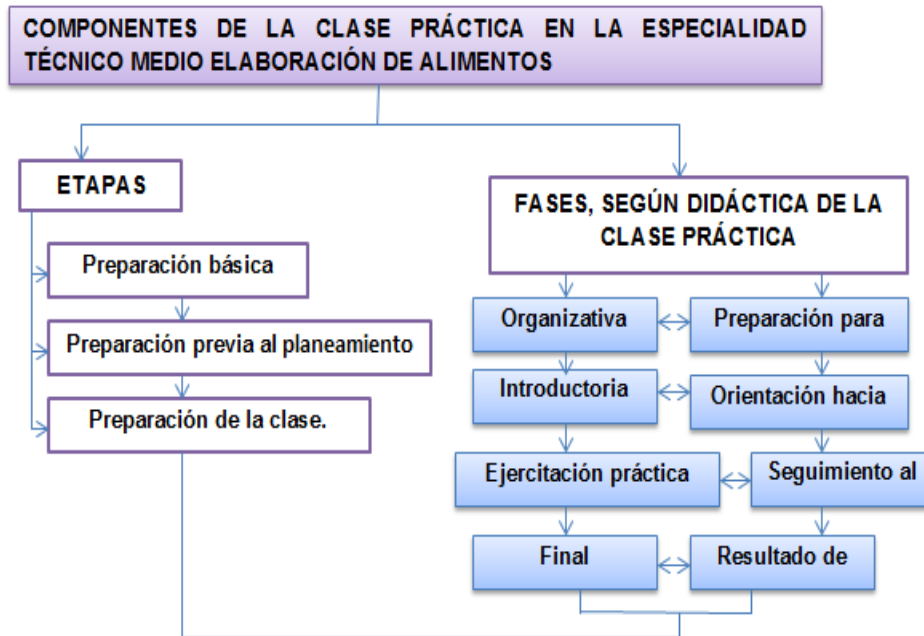 COMPONENTES DE LA CLASE PRÁCTICA EN LA ESPECIALIDAD
TÉCNICO MEDIO ELABORACIÓN DE ALIMENTOS
ETAPAS
Preparación básica
Preparación previa al planeamiento
Preparación de la clase.
FASES, SEGÚN DIDÁCTICA DE LA
CLASE PRÁCTICA
Organizativa
Preparación para
Introductoria
Orientación hacia
Ejercitación práctica
Seguimiento al
Final
Resultado de